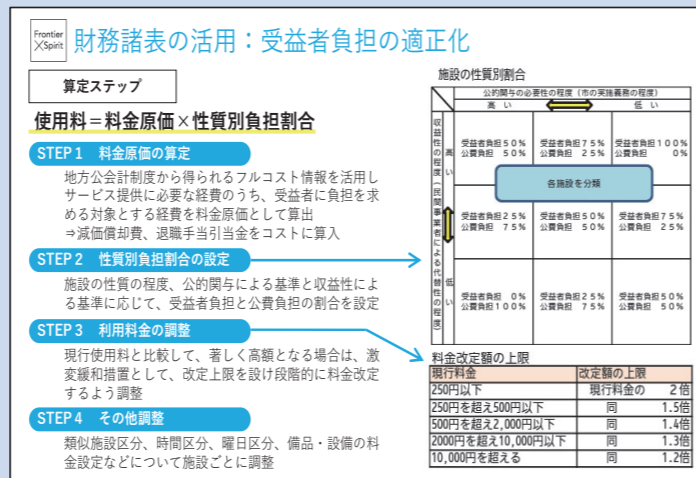 Frontier
XSpirit
財務諸表の活用：受益者負担の適正化
算定ステップ
使用料＝料金原価×性質別負担割合
STEP 1　料金原価の算定
地方公会計制度から得られるフルコスト情報を活用し
サービス提供に必要な経費のうち、受益者に負担を求
める対象とする経費を料金原価として算出
⇒減価償却費、退職手当引当金をコストに算入
STEP 2　性質別負担割合の設定
施設の性質の程度、公的関与による基準と収益性によ
る基準に応じて、受益者負担と公費負担の割合を設定
STEP 3　利用料金の調整
現行使用料と比較して、著しく高額となる場合は、激
変緩和措置として、改定上限を設け段階的に料金改定
するよう調整
STEP 4　その他調整
類似施設区分、時間区分、曜日区分、備品・設備の料
金設定などについて施設ごとに調整
施設の性質別割合
公的関与の必要性の程度（市の実施義務の程度）
高い　低い
収益性の程度（民間事業者による代替性の程度）
高い
受益者負担50％　受益者負担75％　受益者負担100％
公費負担　50％　公費負担　25％　公費負担　0％
各施設を分類
受益者負担25％　受益者負担50％　受益者負担75％
公費負担　75％　公費負担　50％　公費負担　25％
低い
受益者負担　0％　受益者負担25％　受益者負担50％
公費負担100％　公費負担　75％　公費負担　50％
料金改定額の上限
現行料金　改定額の上限
250円以下　現行料金の　2倍
250円を超え500円以下　同　1.5倍
500円を超え2,000円以下　同　1.4倍
2000円を超え10,000円以下　同　1.3倍
10,000円を超える　同　1.2倍